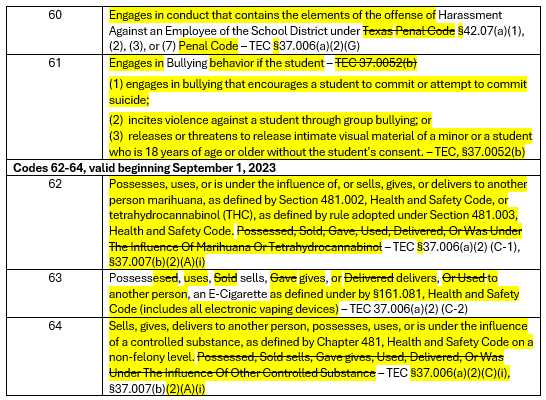 60 Engages in conduct that contains the elements of the offense of Harassment
Against an Employee of the School District under Texas Penal Code §42.07(a)(1),
(2), (3), or (7) Penal Code – TEC §37.006(a)(2)(G)
61 Engages in Bullying behavior if the student – TEC 37.0052(b)
(1) engages in bullying that encourages a student to commit or attempt to commit
suicide;
(2) incites violence against a student through group bullying; or
(3) releases or threatens to release intimate visual material of a minor or a student
who is 18 years of age or older without the student's consent. – TEC, §37.0052(b)
Codes 62-64, valid beginning September 1, 2023
62 Possesses, uses, or is under the influence of, or sells, gives, or delivers to another
person marihuana, as defined by Section 481.002, Health and Safety Code, or
tetrahydrocannabinol (THC), as defined by rule adopted under Section 481.003,
Health and Safety Code. Possessed, Sold, Gave, Used, Delivered, Or Was Under
The Influence Of Marihuana Or Tetrahydrocannabinol – TEC §37.006(a)(2) (C-1),
§37.007(b)(2)(A)(i)
63 Possessesed, uses, Sold sells, Gave gives, or Delivered delivers, Or Used to
another person, an E-Cigarette as defined under by §161.081, Health and Safety
Code (includes all electronic vaping devices) – TEC 37.006(a)(2) (C-2)
64 Sells, gives, delivers to another person, possesses, uses, or is under the influence
of a controlled substance, as defined by Chapter 481, Health and Safety Code on a
non-felony level. Possessed, Sold sells, Gave gives, Used, Delivered, Or Was
Under The Influence Of Other Controlled Substance – TEC §37.006(a)(2)(C)(i),
§37.007(b)(2)(A)(i)